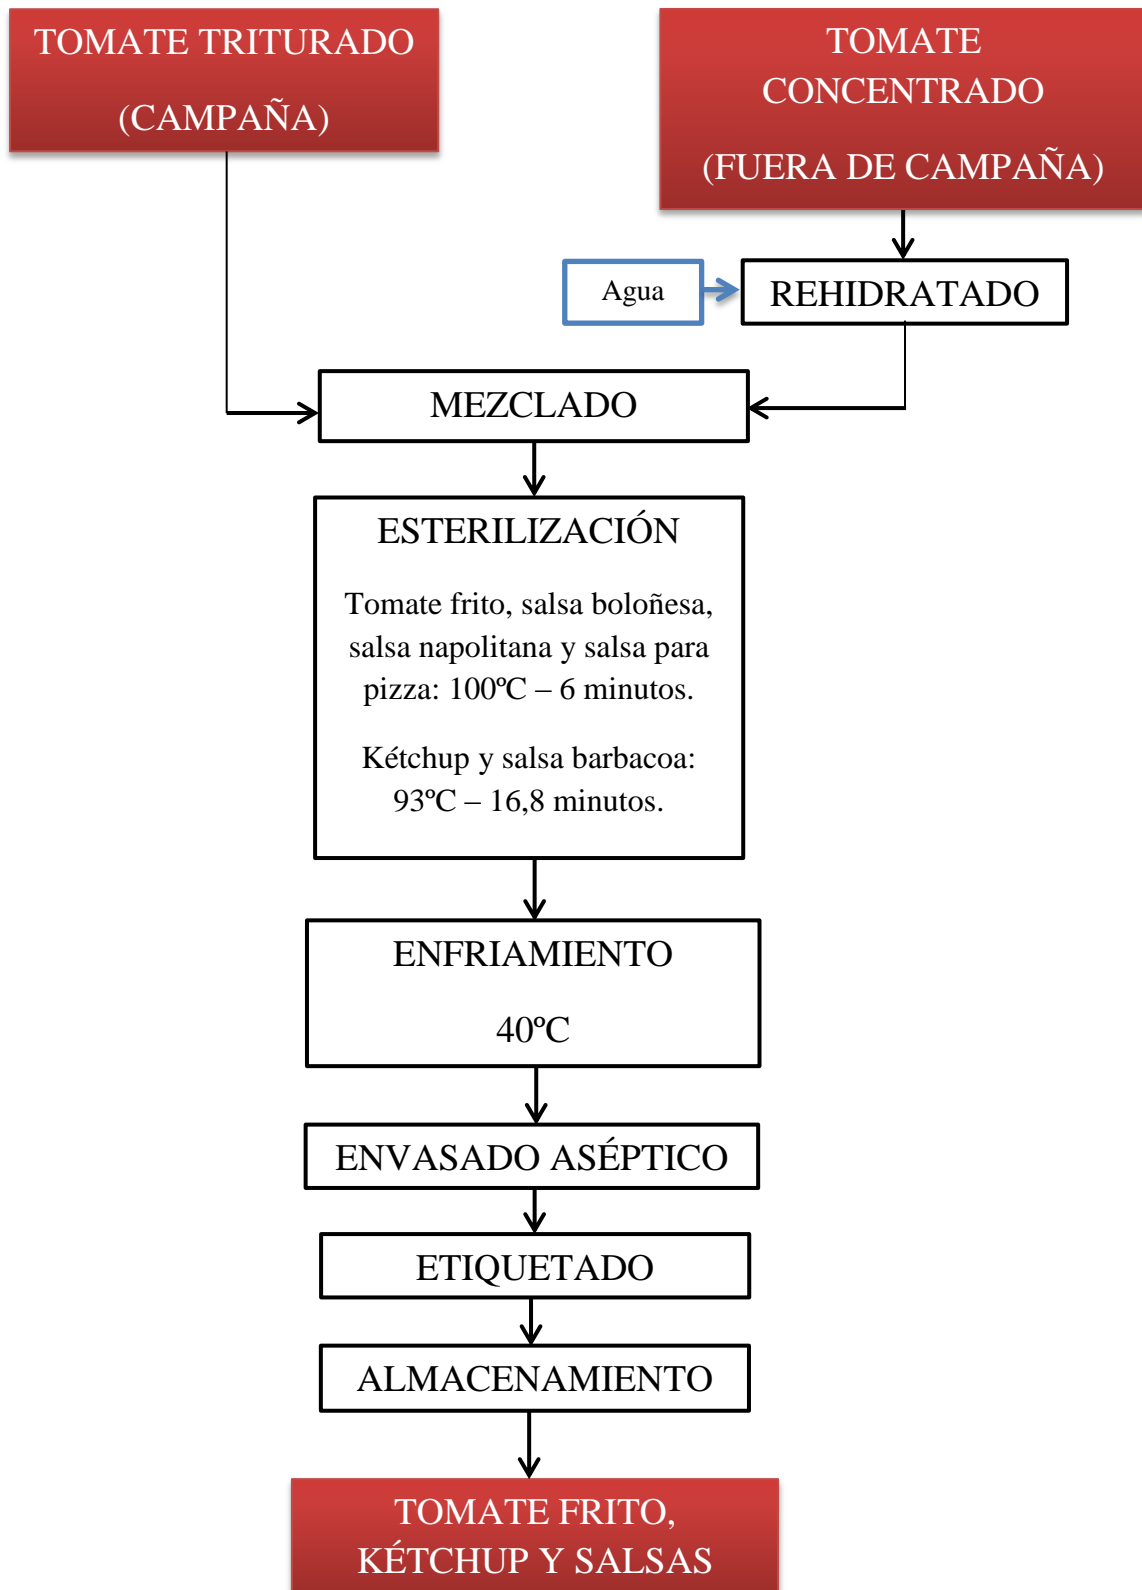 TOMATE TRITURADO
(CAMPAÑA)
TOMATE
CONCENTRADO
(FUERA DE CAMPAÑA)
Agua
REHIDRATADO
MEZCLADO
ESTERILIZACIÓN
Tomate frito, salsa boloñesa,
salsa napolitana y salsa para
pizza: 100ºC – 6 minutos.
Kétchup y salsa barbacoa:
93ºC – 16,8 minutos.
ENFRIAMIENTO
40ºC
ENVASADO ASÉPTICO
ETIQUETADO
ALMACENAMIENTO
TOMATE FRITO,
KÉTCHUP Y SALSAS